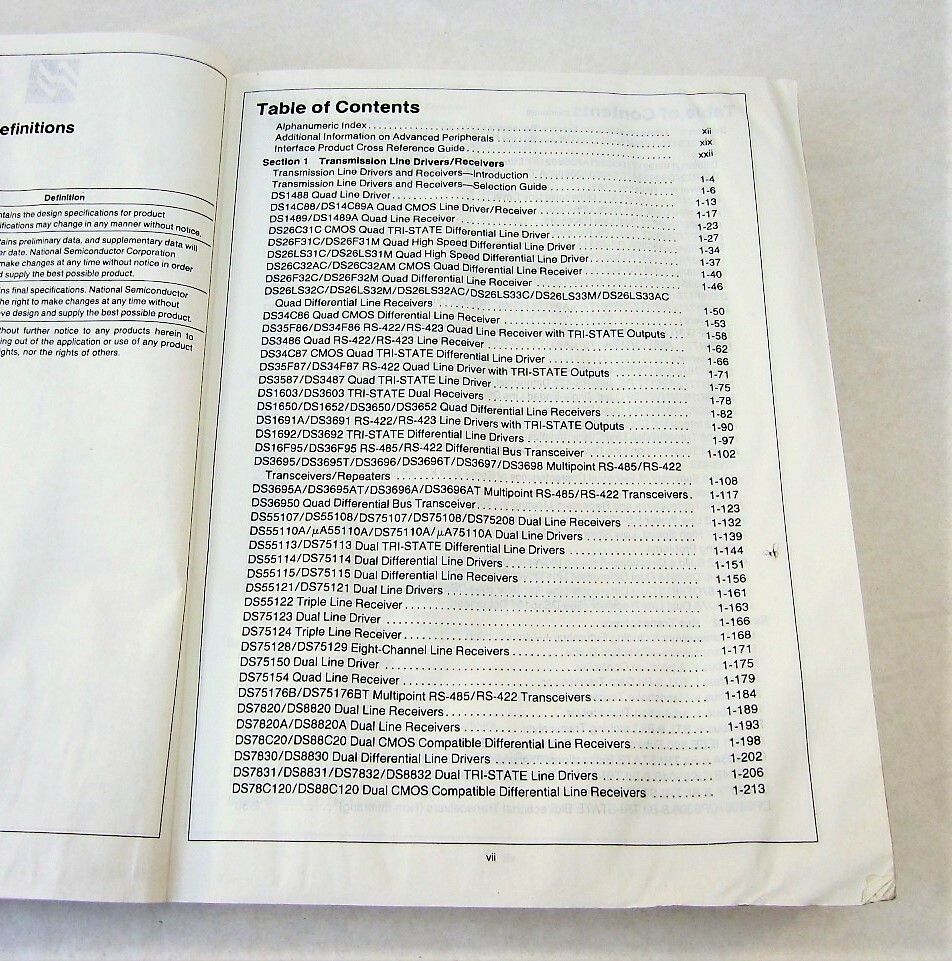 efinitions
Definition
tains the design specifications for product
ifications may change in any manner without notice.
ains preliminary data, and supplementary data will
er date. National Semiconductor Corporation
make changes at any time without notice in order
d supply the best possible product.
ns final specifications. National Semiconductor
he right to make changes at any time without
ve design and supply the best possible product.
hout further notice to any products herein to
ing out of the application or use of any product
ights, nor the rights of others.
Table of Contents
Alphanumeric Index xii
Additional Information on Advanced Peripherals xix
Interface Product Cross Reference Guide xxii
Section 1 Transmission Line Drivers/Receivers
Transmission Line Drivers and Receivers—Introduction 1-4
Transmission Line Drivers and Receivers—Selection Guide 1-6
DS1488 Quad Line Driver 1-13
DS14C88/DS14C89A Quad CMOS Line Driver/Receiver 1-17
DS1489/DS1489A Quad Line Receiver 1-23
DS26C31C CMOS Quad TRI-STATE Differential Line Driver 1-27
DS26F31C/DS26F31M Quad High Speed Differential Line Driver 1-34
DS26LS31C/DS26LS31M Quad High Speed Differential Line Driver 1-37
DS26C32AC/DS26C32AM CMOS Quad Differential Line Receiver 1-40
DS26F32C/DS26F32M Quad Differential Line Receiver 1-46
DS26LS32C/DS26LS32M/DS26LS32AC/DS26LS33C/DS26LS33M/DS26LS33AC
Quad Differential Line Receivers 1-50
DS34C86 Quad CMOS Differential Line Receiver 1-53
DS35F86/DS34F86 RS-422/RS-423 Quad Line Receiver with TRI-STATE Outputs 1-58
DS3486 Quad RS-422/RS-423 Line Receiver 1-62
DS34C87 CMOS Quad TRI-STATE Differential Line Driver 1-66
DS35F87/DS34F87 RS-422 Quad Line Driver with TRI-STATE Outputs 1-71
DS3587/DS3487 Quad TRI-STATE Line Driver 1-75
DS1603/DS3603 TRI-STATE Dual Receivers 1-78
DS1650/DS1652/DS3650/DS3652 Quad Differential Line Receivers 1-82
DS1691A/DS3691 RS-422/RS-423 Line Drivers with TRI-STATE Outputs 1-90
DS1692/DS3692 TRI-STATE Differential Line Drivers 1-97
DS16F95/DS36F95 RS-485/RS-422 Differential Bus Transceiver 1-102
DS3695/DS3695T/DS3696/DS3696T/DS3697/DS3698 Multipoint RS-485/RS-422
Transceivers/Repeaters 1-108
DS3695A/DS3695AT/DS3696A/DS3696AT Multipoint RS-485/RS-422 Transceivers 1-117
DS36950 Quad Differential Bus Transceiver 1-123
DS55107/DS55108/DS75107/DS75108/DS75208 Dual Line Receivers 1-132
DS55110A/µA55110A/DS75110A/µA75110A Dual Line Drivers 1-139
DS55113/DS75113 Dual TRI-STATE Differential Line Drivers 1-144
DS55114/DS75114 Dual Differential Line Drivers 1-151
DS55115/DS75115 Dual Differential Line Receivers 1-156
DS55121/DS75121 Dual Line Drivers 1-161
DS55122 Triple Line Receiver 1-163
DS75123 Dual Line Driver 1-166
DS75124 Triple Line Receiver 1-168
DS75128/DS75129 Eight-Channel Line Receivers 1-171
DS75150 Dual Line Driver 1-175
DS75154 Quad Line Receiver 1-179
DS75176B/DS75176BT Multipoint RS-485/RS-422 Transceivers 1-184
DS7820/DS8820 Dual Line Receivers 1-189
DS7820A/DS8820A Dual Line Receivers 1-193
DS78C20/DS88C20 Dual CMOS Compatible Differential Line Receivers 1-198
DS7830/DS8830 Dual Differential Line Drivers 1-202
DS7831/DS8831/DS7832/DS8832 Dual TRI-STATE Line Drivers 1-206
DS78C120/DS88C120 Dual CMOS Compatible Differential Line Receivers 1-213
vii